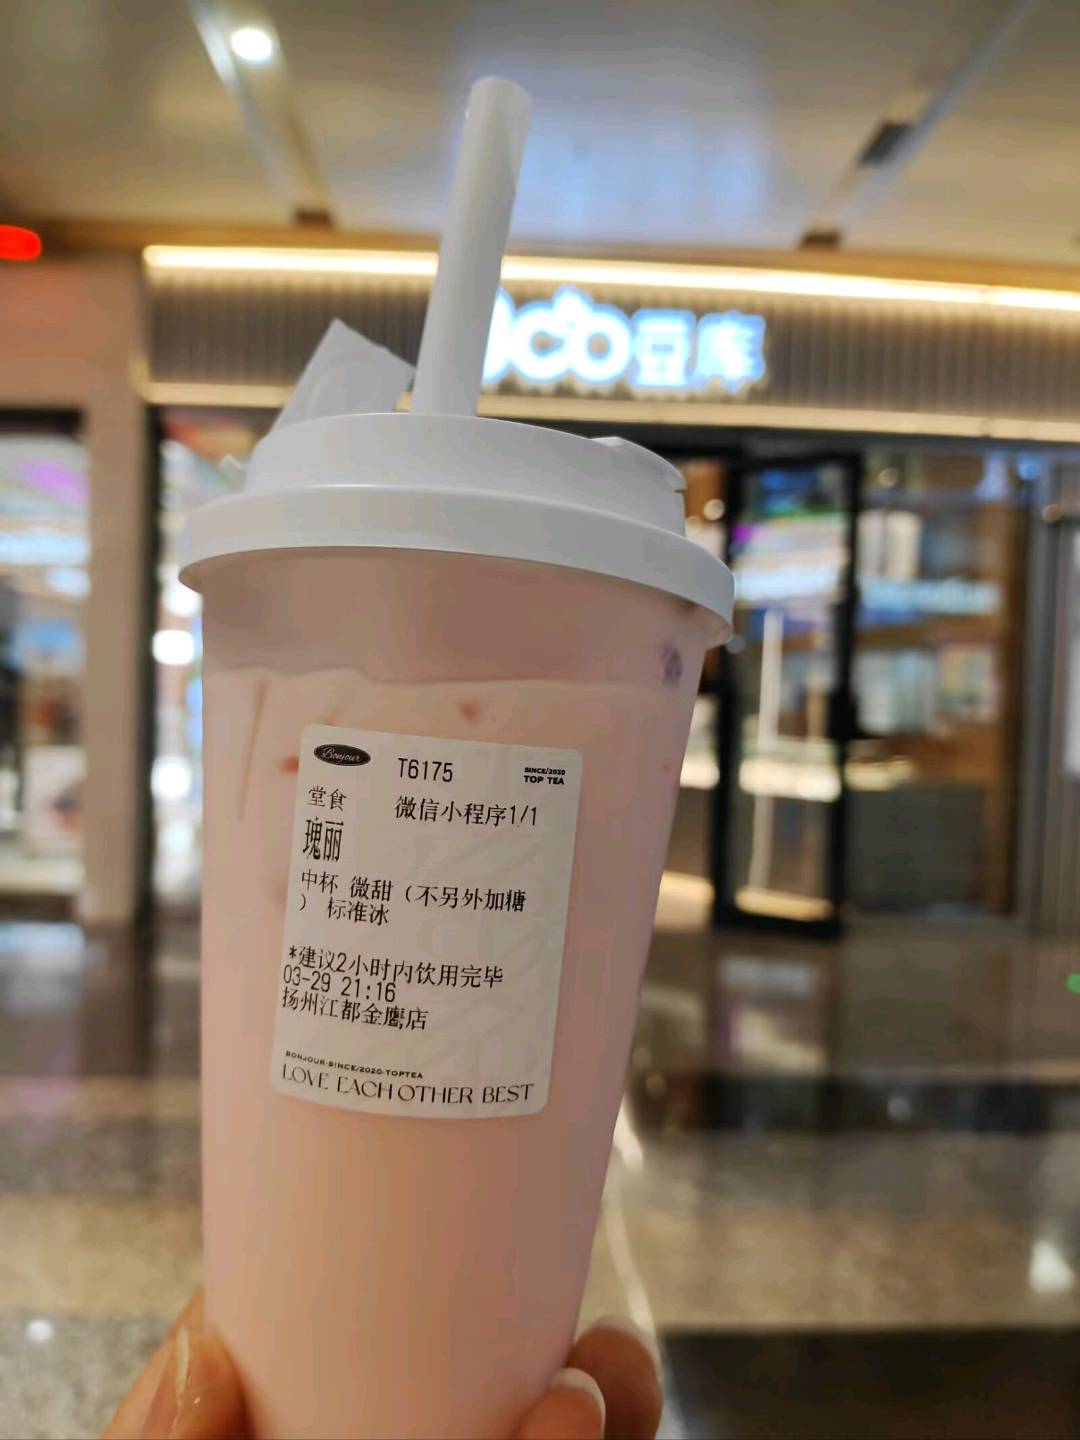 豆库
Bonjour
T6175
SINCE/2020
TOP TEA
堂食
微信小程序1/1
瑰丽
中杯 微甜（不另外加糖
） 标准冰
*建议2小时内饮用完毕
03-29 21:16
扬州江都金鹰店
BONJOUR·SINCE/2020·TOPTEA
LOVE EACH OTHER BEST